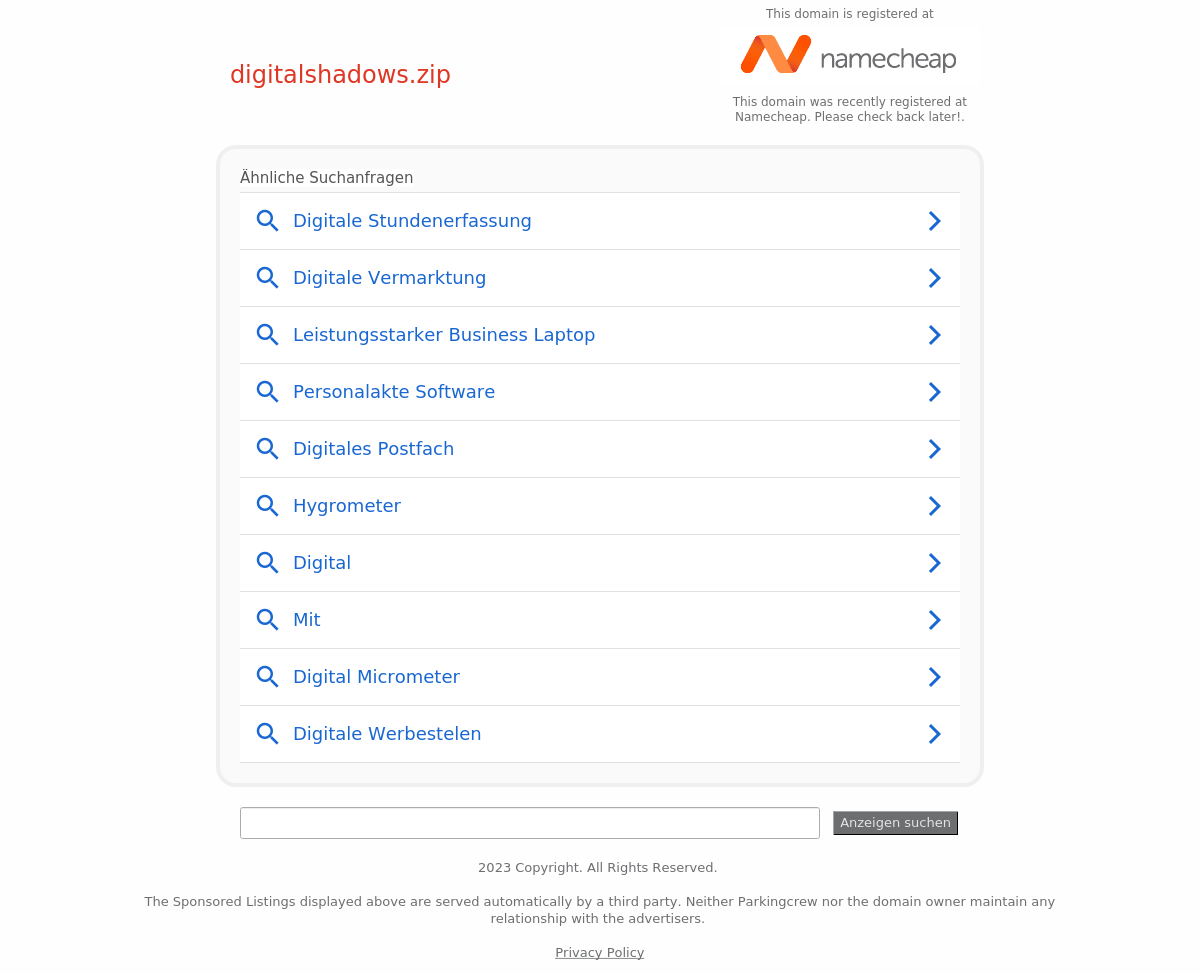 This domain is registered at
namecheap
digitalshadows.zip
This domain was recently registered at
Namecheap. Please check back later!.
Ähnliche Suchanfragen
Digitale Stundenerfassung
Digitale Vermarktung
Leistungsstarker Business Laptop
Personalakte Software
Digitales Postfach
Hygrometer
Digital
Mit
Digital Micrometer
Digitale Werbestelen
Anzeigen suchen
2023 Copyright. All Rights Reserved.
The Sponsored Listings displayed above are served automatically by a third party. Neither Parkingcrew nor the domain owner maintain any
relationship with the advertisers.
Privacy Policy